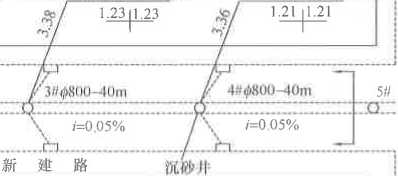 3.38
1.23 1.23
3.36
1.21 1.21
3#ϕ800-40m
4#ϕ800-40m
5#
i=0.05%
i=0.05%
新 建 路
沉砂井